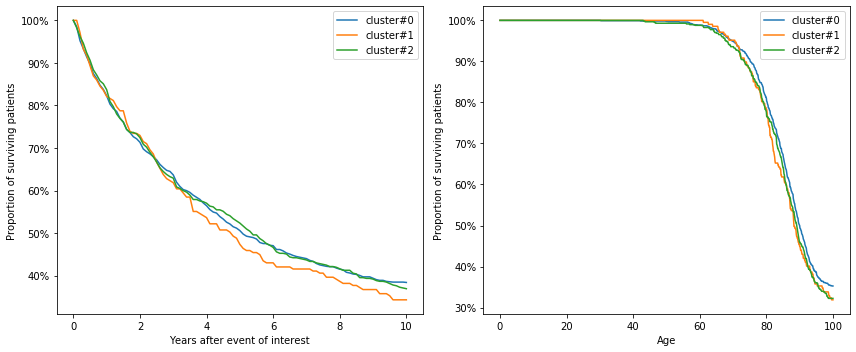 100%
90%
80%
70%
60%
50%
40%
Proportion of surviving patients
0
2
4
6
8
10
Years after event of interest
cluster#0
cluster#1
cluster#2
100%
90%
80%
70%
60%
50%
40%
30%
Proportion of surviving patients
0
20
40
60
80
100
Age
cluster#0
cluster#1
cluster#2